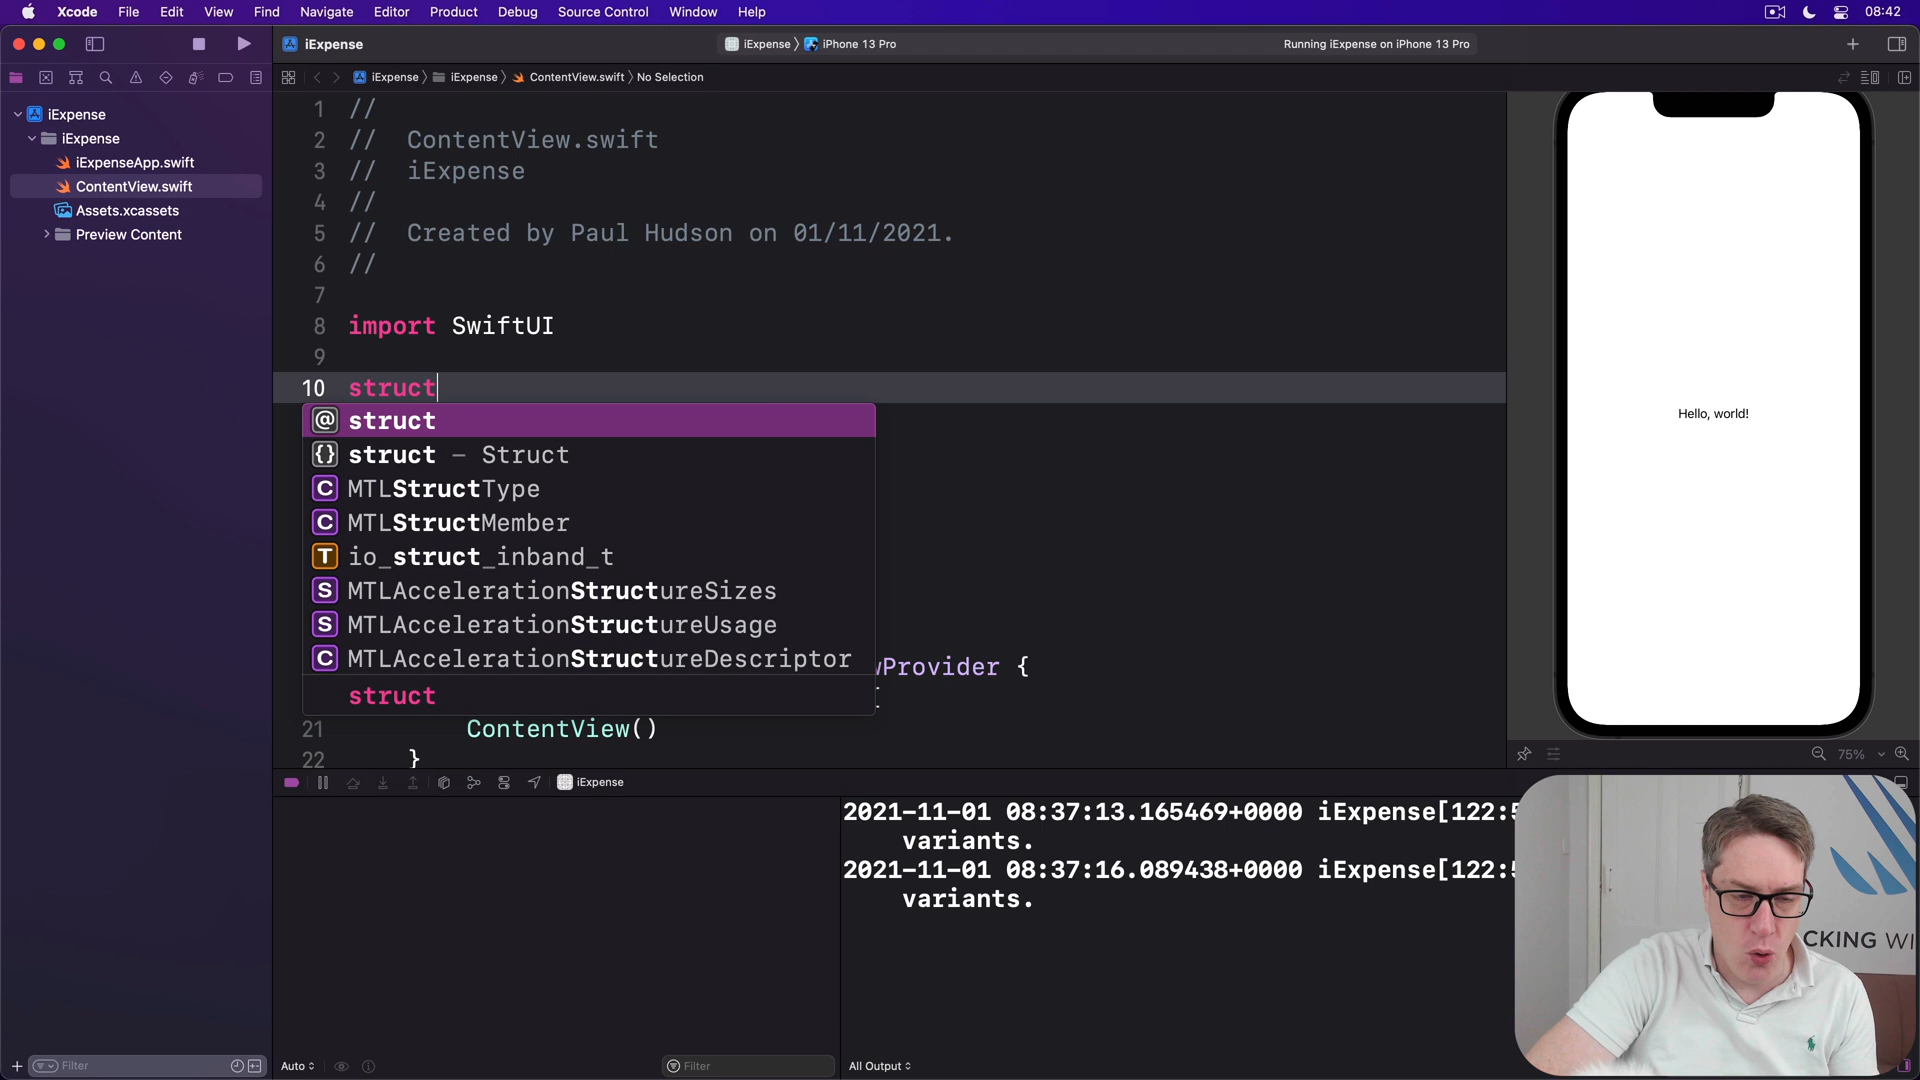 Xcode File Edit View Find Navigate Editor Product Debug Source Control Window Help 08:42
iExpense iExpense iPhone 13 Pro Running iExpense on iPhone 13 Pro
iExpense iExpense ContentView.swift No Selection
iExpense
iExpense
iExpenseApp.swift
ContentView.swift
Assets.xcassets
Preview Content
1 //
2 // ContentView.swift
3 // iExpense
4 //
5 // Created by Paul Hudson on 01/11/2021.
6 //
7
8 import SwiftUI
9
10 struct
@ struct
{} struct – Struct
C MTLStructType
C MTLStructMember
T io_struct_inband_t
S MTLAccelerationStructureSizes
S MTLAccelerationStructureUsage
C MTLAccelerationStructureDescriptor
struct
Provider {
21 ContentView()
22 }
Hello, world!
75%
iExpense
2021-11-01 08:37:13.165469+0000 iExpense[122:
variants.
2021-11-01 08:37:16.089438+0000 iExpense[122:
variants.
CKING WI
Filter
Auto
Filter
All Output